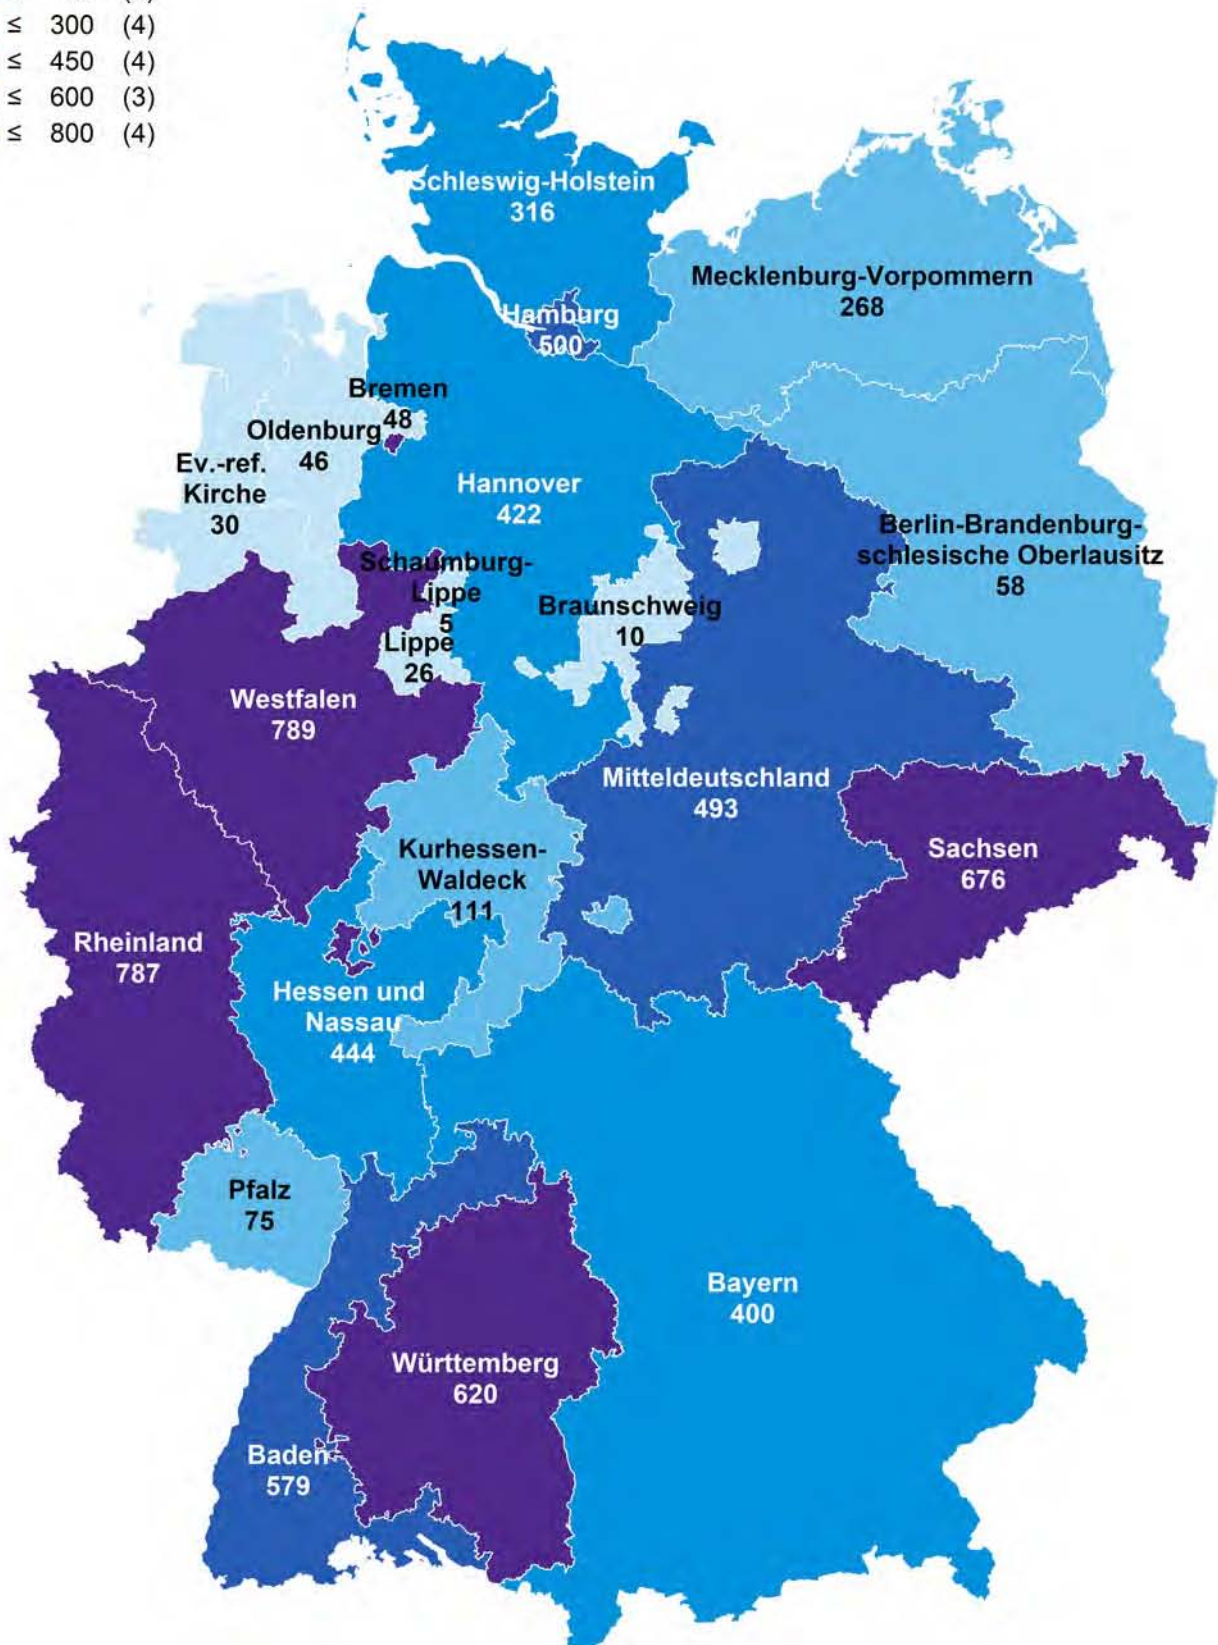 ≤ 300 (4)
≤ 450 (4)
≤ 600 (3)
≤ 800 (4)
Schleswig-Holstein
316
Mecklenburg-Vorpommern
268
Hamburg
500
Bremen
48
Oldenburg
46
Ev.-ref.
Kirche
30
Hannover
422
Berlin-Brandenburg-
schlesische Oberlausitz
58
Schaumburg-
Lippe
5
Braunschweig
10
Lippe
26
Westfalen
789
Mitteldeutschland
493
Kurhessen-
Waldeck
111
Sachsen
676
Rheinland
787
Hessen und
Nassau
444
Pfalz
75
Bayern
400
Württemberg
620
Baden
579